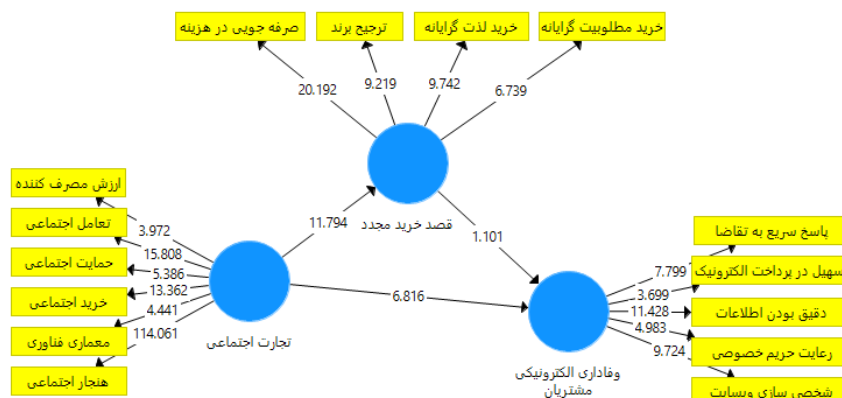 صرفه جویی در هزینه
ترجیح برند
خرید لذت گرایانه
خرید مطلوبیت گرایانه
20.192
9.219
9.742
6.739
قصد خرید مجدد
ارزش مصرف کننده
تعامل اجتماعی
حمایت اجتماعی
خرید اجتماعی
معماری فناوری
هنجار اجتماعی
3.972
15.808
5.386
13.362
4.441
114.061
تجارت اجتماعی
11.794
1.101
6.816
وفاداری الکترونیکی
مشتریان
7.799
3.699
11.428
4.983
9.724
پاسخ سریع به تقاضا
سهیل در پرداخت الکترونیک
دقیق بودن اطلاعات
رعایت حریم خصوصی
شخصی سازی وبسایت